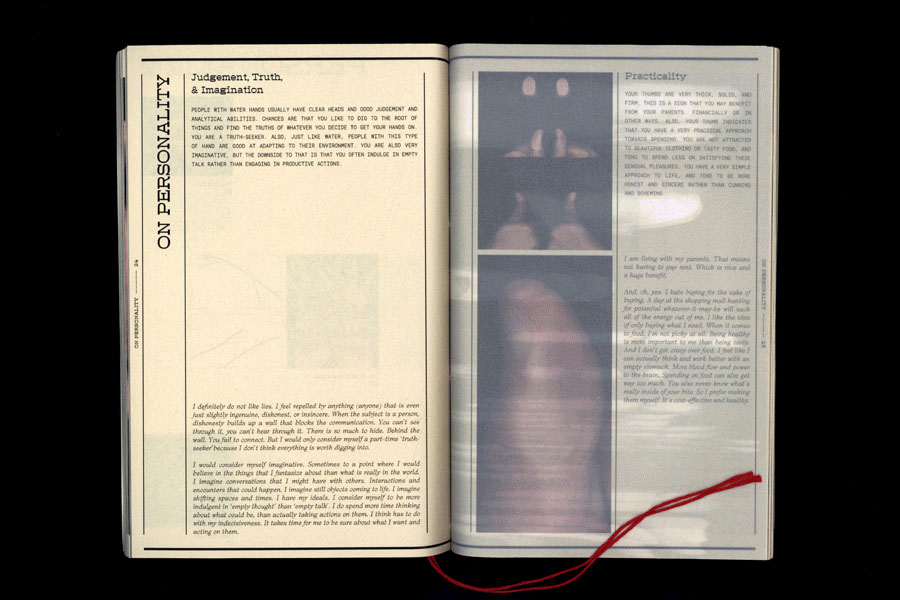 ON PERSONALITY
Judgement, Truth,
& Imagination
PEOPLE WITH WATER HANDS USUALLY HAVE CLEAR HEADS AND GOOD JUDGEMENT AND
ANALYTICAL ABILITIES. CHANCES ARE THAT YOU LIKE TO DIG TO THE ROOT OF
THINGS AND FIND THE TRUTHS OF WHATEVER YOU DECIDE TO GET YOUR HANDS ON.
YOU ARE A TRUTH-SEEKER. ALSO, JUST LIKE WATER, PEOPLE WITH THIS TYPE
OF HAND ARE GOOD AT ADAPTING TO THEIR ENVIRONMENT. YOU ARE ALSO VERY
IMAGINATIVE, BUT THE DOWNSIDE TO THAT IS THAT YOU OFTEN INDULGE IN EMPTY
TALK RATHER THAN ENGAGING IN PRODUCTIVE ACTIONS.
ON PERSONALITY 24
I definitely do not like lies. I feel repelled by anything (anyone) that is even
just slightly ingenuine, dishonest, or insincere. When the subject is a person,
dishonesty builds up a wall that blocks the communication. You can't see
through it, you can't hear through it. There is so much to hide. Behind the
wall. You fail to connect. But I would only consider myself a part-time 'truth-
seeker' because I don't think everything is worth digging into.
I would consider myself imaginative. Sometimes to a point where I would
believe in the things that I fantasize about than what is really in the world.
I imagine conversations that I might have with others. Interactions and
encounters that could happen. I imagine still objects coming to life. I imagine
shifting spaces and times. I have my ideals. I consider myself to be more
indulgent in 'empty thought' than 'empty talk'. I do spend more time thinking
about what could be, than actually taking actions on them. I think has to do
with my indecisiveness. It takes time for me to be sure about what I want and
acting on them.
Practicality
YOUR THUMBS ARE VERY THICK, SOLID, AND
FIRM. THIS IS A SIGN THAT YOU MAY BENEFIT
FROM YOUR PARENTS, FINANCIALLY OR IN
OTHER WAYS. ALSO, YOUR THUMB INDICATES
THAT YOU HAVE A VERY PRACTICAL APPROACH
TOWARDS SPENDING. YOU ARE NOT ATTRACTED
TO BEAUTIFUL CLOTHING OR TASTY FOOD, AND
TEND TO SPEND LESS ON SATISFYING THESE
SENSUAL PLEASURES. YOU HAVE A VERY SIMPLE
APPROACH TO LIFE, AND TEND TO BE MORE
HONEST AND SINCERE RATHER THAN CUNNING
AND SCHEMING.
I am living with my parents. That means
not having to pay rent. Which is nice and
a huge benefit.
And, oh, yes. I hate buying for the sake of
buying. A day at the shopping mall hunting
for potential whatever it-may-be will suck
all of the energy out of me. I like the idea
of only buying what I need. When it comes
to food, I'm not picky at all. Being healthy
is more important to me than being tasty.
And I don't get crazy over food. I feel like I
can actually think and work better with an
empty stomach. More blood flow and power
to the brain. Spending on food can also get
way too much. You also never know what's
really inside of your bite. So I prefer making
them myself. It's cost-effective and healthy.
ON PERSONALITY 25